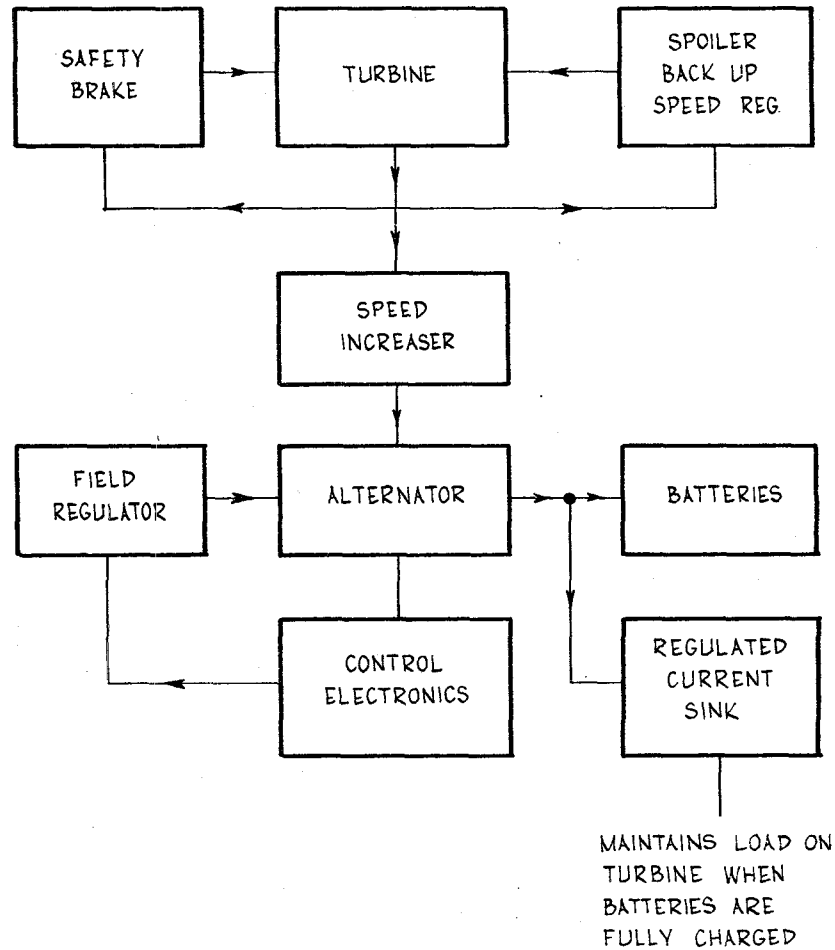 SAFETY
BRAKE
TURBINE
SPOILER
BACK UP
SPEED REG.
SPEED
INCREASER
FIELD
REGULATOR
ALTERNATOR
BATTERIES
CONTROL
ELECTRONICS
REGULATED
CURRENT
SINK
MAINTAINS LOAD ON
TURBINE WHEN
BATTERIES ARE
FULLY CHARGED